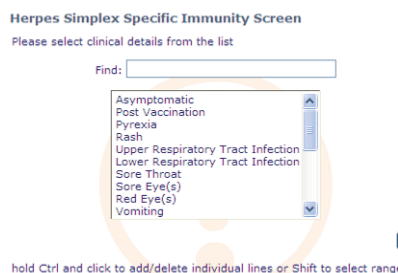 Herpes Simplex Specific Immunity Screen
Please select clinical details from the list
Find:
Asymptomatic
Post Vaccination
Pyrexia
Rash
Upper Respiratory Tract Infection
Lower Respiratory Tract Infection
Sore Throat
Sore Eye(s)
Red Eye(s)
Vomiting
hold Ctrl and click to add/delete individual lines or Shift to select range